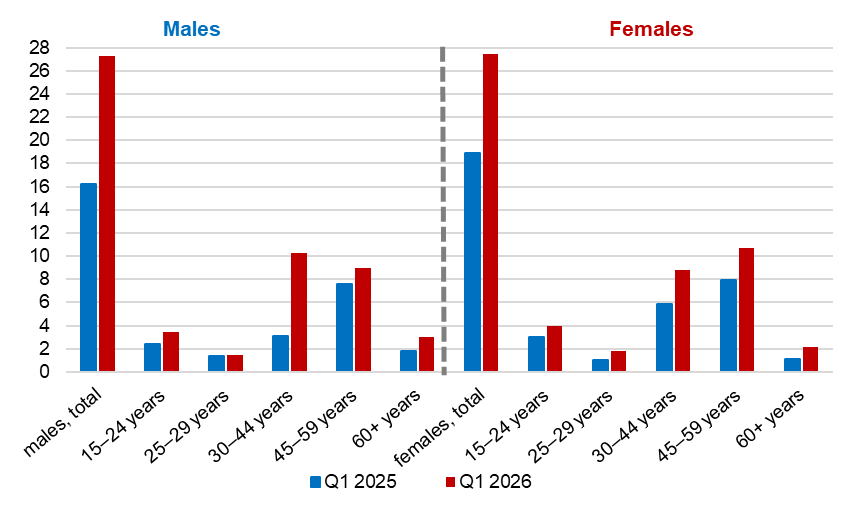 Males
Females
28
26
24
22
20
18
16
14
12
10
8
6
4
2
0
males, total
15–24 years
25–29 years
30–44 years
45–59 years
60+ years
females, total
15–24 years
25–29 years
30–44 years
45–59 years
60+ years
Q1 2025
Q1 2026